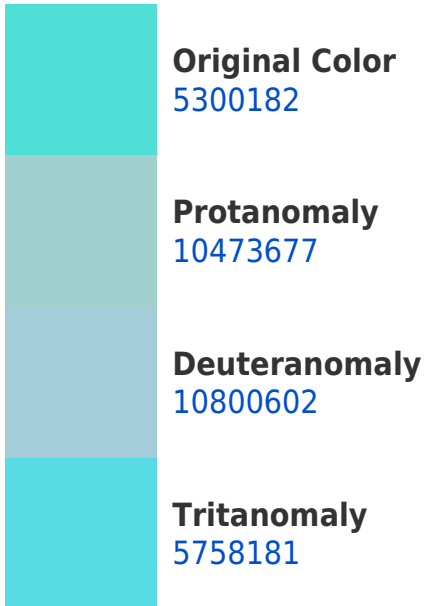 Original Color
5300182
Protanomaly
10473677
Deuteranomaly
10800602
Tritanomaly
5758181